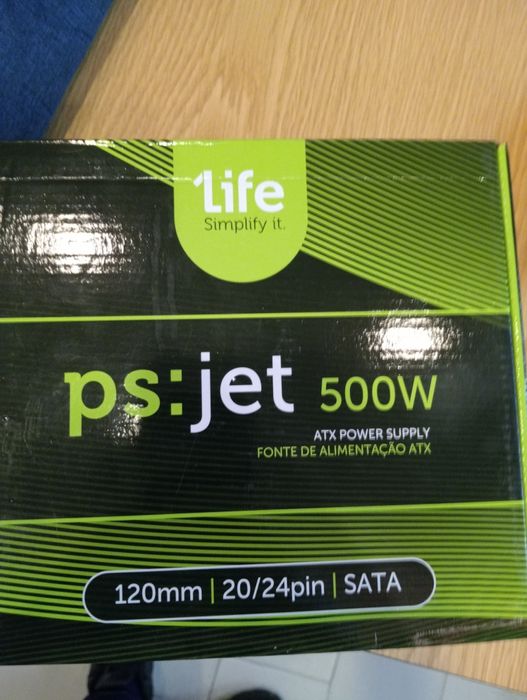 1Life
Simplify it.
ps:jet 500W
ATX POWER SUPPLY
FONTE DE ALIMENTAÇÃO ATX
120mm | 20/24pin | SATA